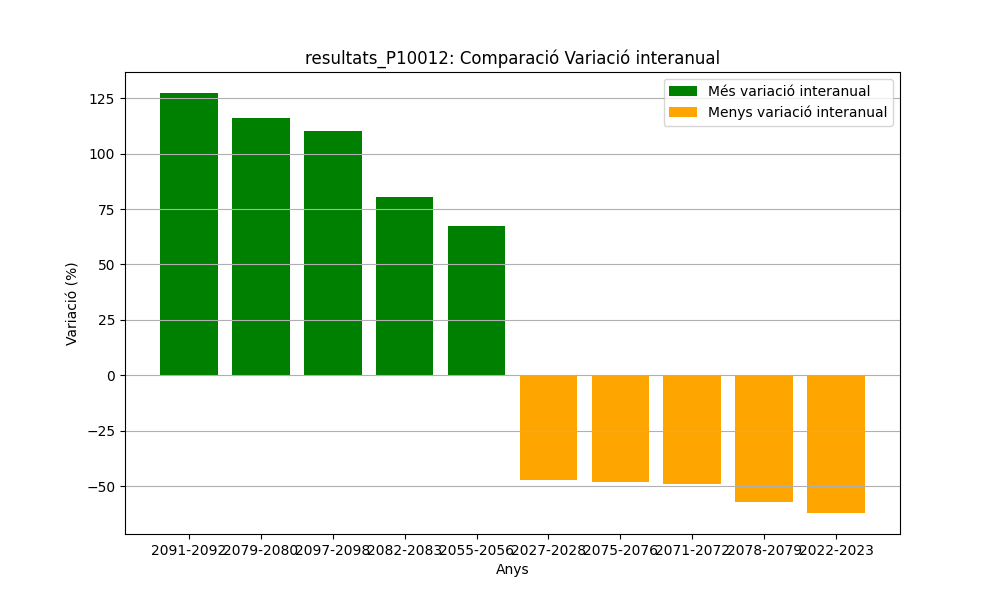 resultats_P10012: Comparació Variació interanual
Més variació interanual
Menys variació interanual
Variació (%)
125
100
75
50
25
0
−25
−50
2091-2092 2079-2080 2097-2098 2082-2083 2055-2056 2027-2028 2075-2076 2071-2072 2078-2079 2022-2023
Anys